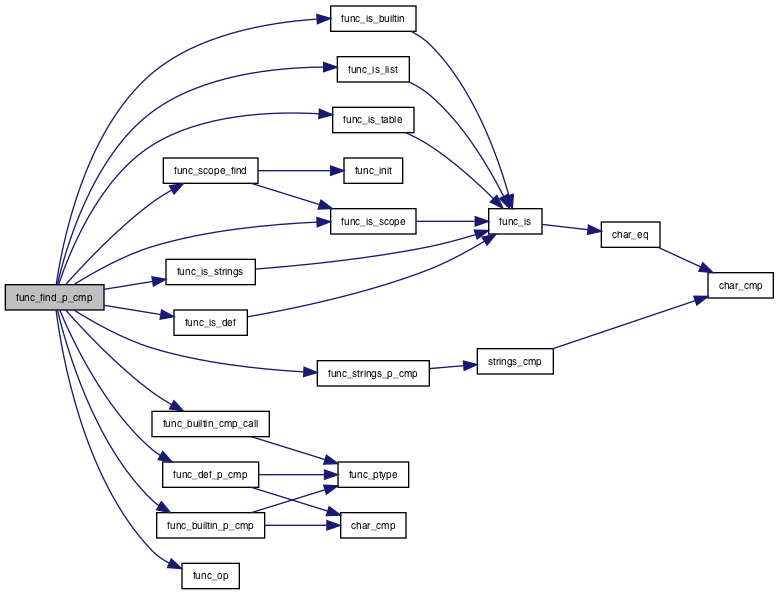 func_is_builtin
func_is_list
func_is_table
func_scope_find
func_init
func_is_scope
func_is
char_eq
func_is_strings
char_cmp
func_find_p_cmp
func_is_def
strings_cmp
func_strings_p_cmp
func_builtin_cmp_call
func_def_p_cmp
func_ptype
func_builtin_p_cmp
char_cmp
func_op